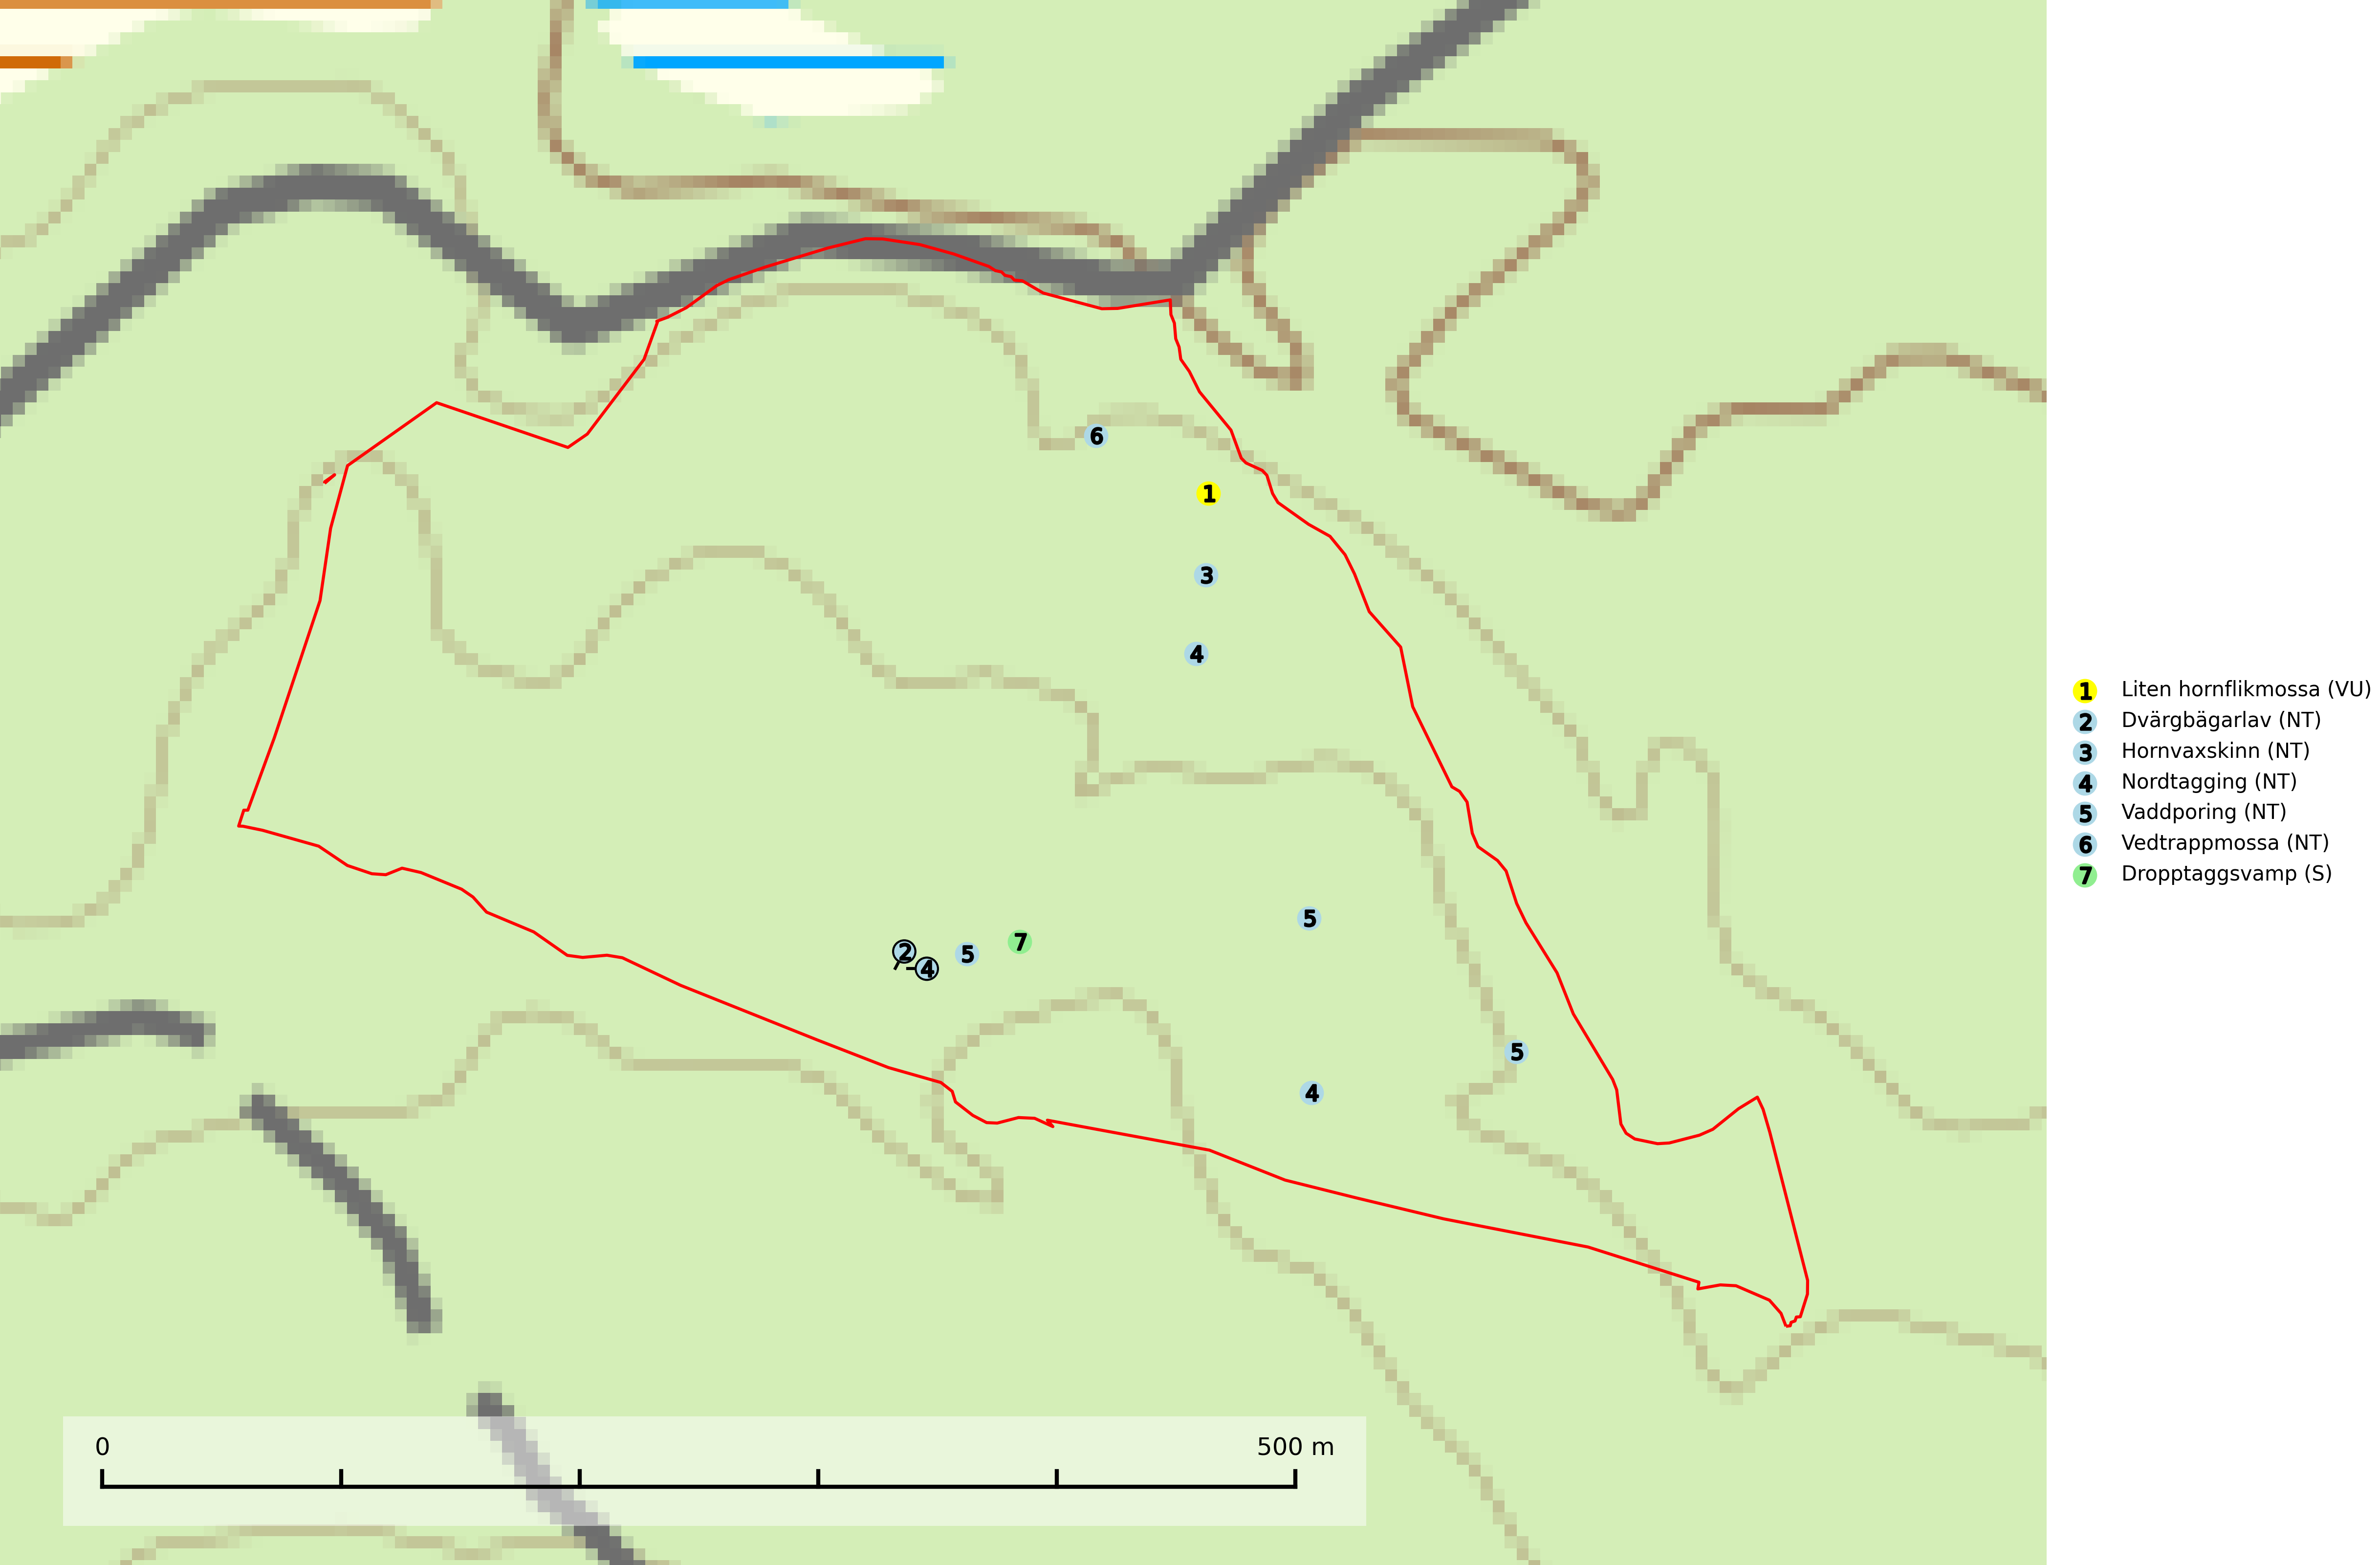 6
1
3
4
5
7
2
5
4
5
4
1 Liten hornflikmossa (VU)
2 Dvärgbägarlav (NT)
3 Hornvaxskinn (NT)
4 Nordtagging (NT)
5 Vaddporing (NT)
6 Vedtrappmossa (NT)
7 Dropptaggsvamp (S)
0 500 m